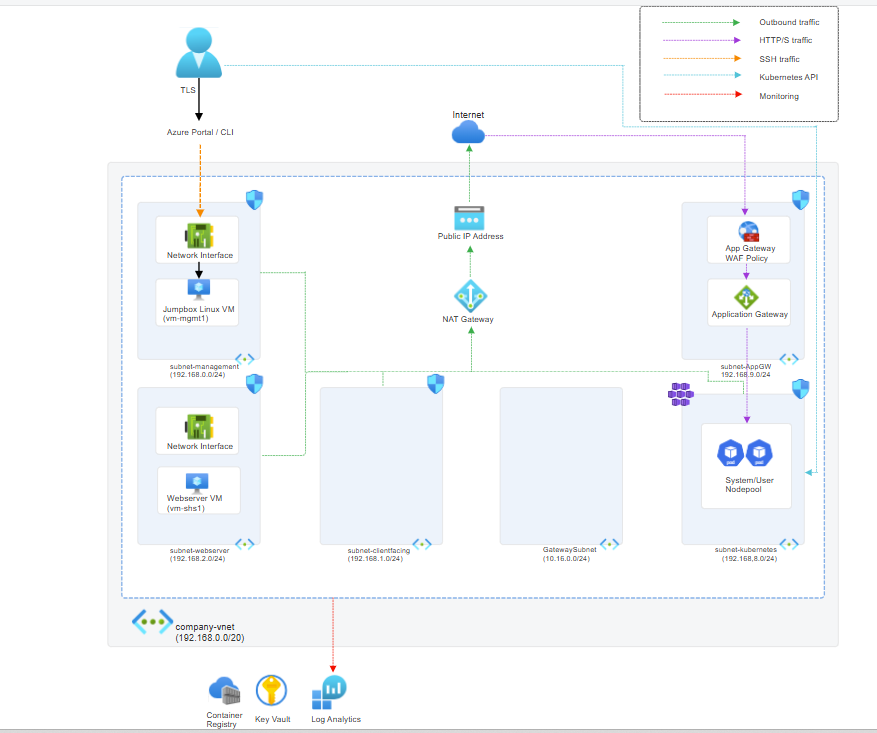 Outbound traffic
HTTP/S traffic
SSH traffic
Kubernetes API
Monitoring
TLS
Azure Portal / CLI
Internet
Public IP Address
NAT Gateway
Network Interface
Jumpbox Linux VM
(vm-mgmt1)
subnet-management
(192.168.0.0/24)
App Gateway
WAF Policy
Application Gateway
subnet-AppGW
192.168.9.0/24
Network Interface
Webserver VM
(vm-shs1)
subnet-webserver
(192.168.2.0/24)
subnet-clientfacing
(192.168.1.0/24)
GatewaySubnet
(10.16.0.0/24)
System/User
Nodepool
subnet-kubernetes
(192.168,8.0/24)
company-vnet
(192.168.0.0/20)
Container
Registry
Key Vault
Log Analytics